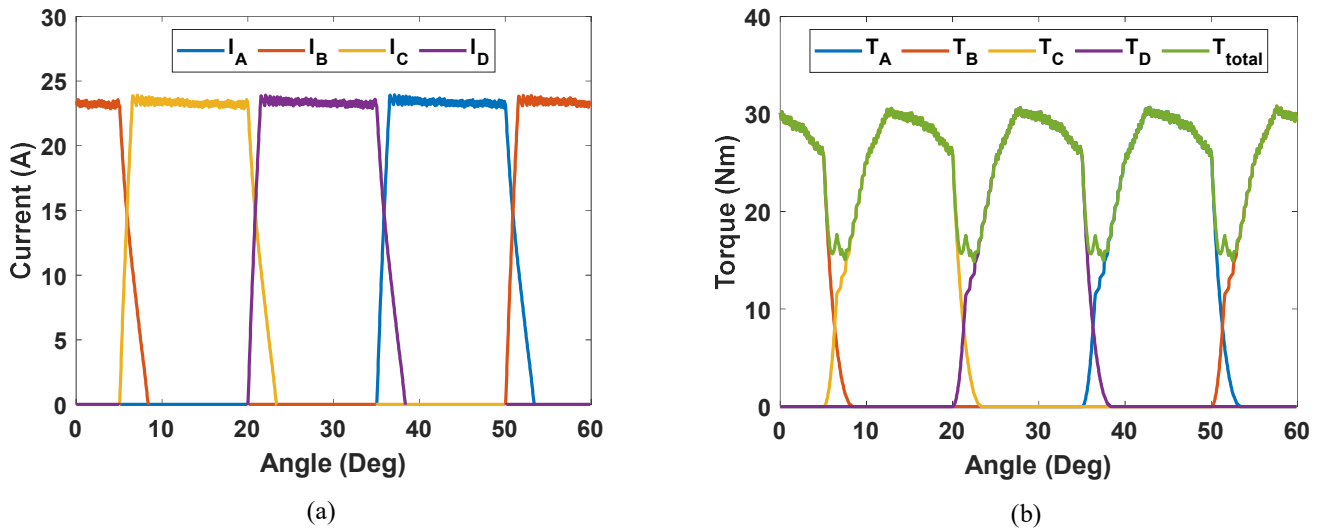 30
25
20
15
10
5
0
Current (A)
I_A I_B I_C I_D
0 10 20 30 40 50 60
Angle (Deg)
(a)
40
30
20
10
0
Torque (Nm)
T_A T_B T_C T_D T_total
0 10 20 30 40 50 60
Angle (Deg)
(b)